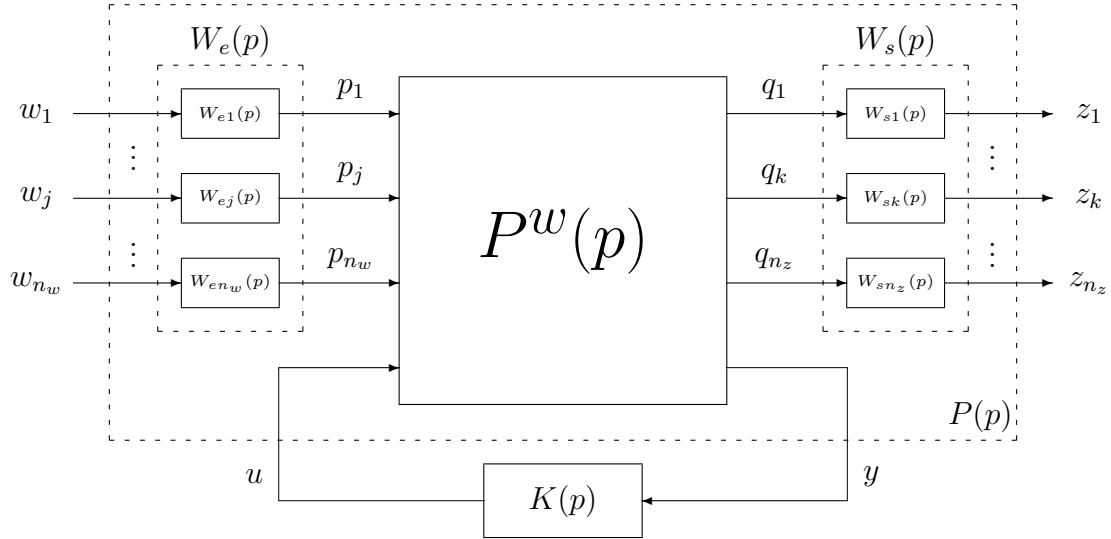 W_e(p) W_s(p)
w_1 W_{e1}(p) p_1 q_1 W_{s1}(p) z_1
⋮ ⋮
w_j W_{ej}(p) p_j P^w(p) q_k W_{sk}(p) z_k
⋮ ⋮
w_{n_w} W_{en_w}(p) p_{n_w} q_{n_z} W_{sn_z}(p) z_{n_z}
P(p)
u K(p) y